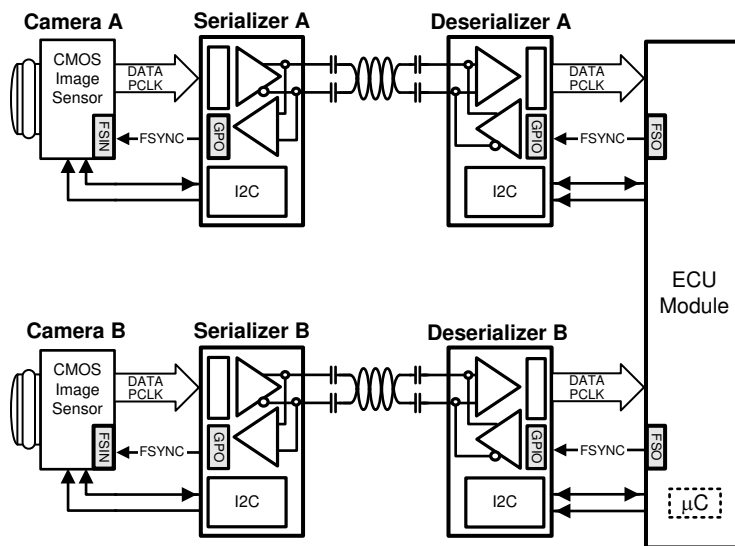 Camera A
Serializer A
Deserializer A
CMOS
Image
Sensor
DATA
PCLK
DATA
PCLK
FSIN
FSYNC
GPO
GPIO
FSYNC
FSO
I2C
I2C
ECU
Module
Camera B
Serializer B
Deserializer B
CMOS
Image
Sensor
DATA
PCLK
DATA
PCLK
FSIN
FSYNC
GPO
GPIO
FSYNC
FSO
I2C
I2C
μC